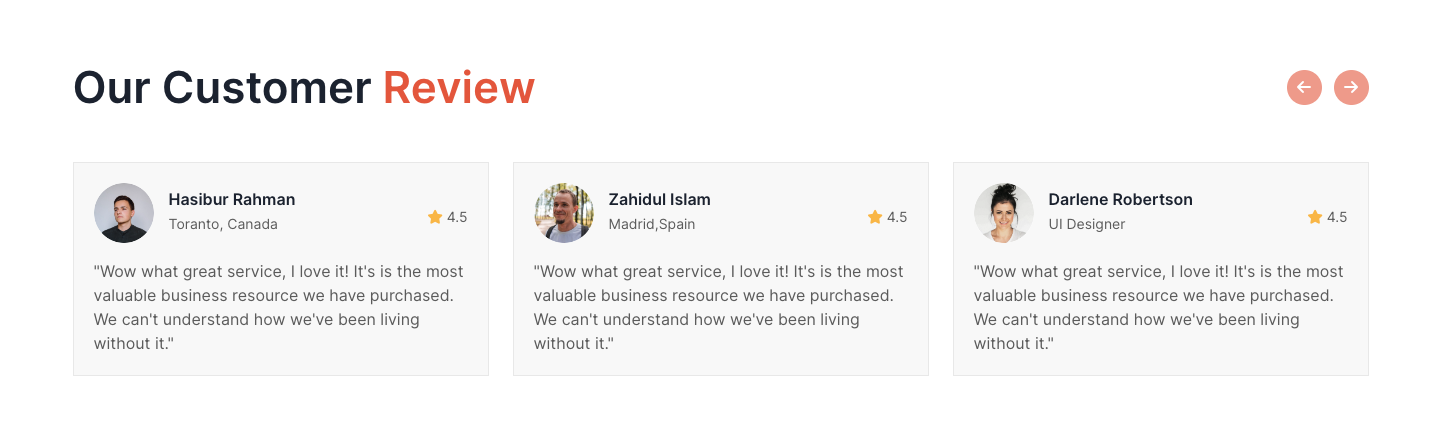 Our Customer Review
Hasibur Rahman
Toranto, Canada
4.5
"Wow what great service, I love it! It's is the most
valuable business resource we have purchased.
We can't understand how we've been living
without it."
Zahidul Islam
Madrid,Spain
4.5
"Wow what great service, I love it! It's is the most
valuable business resource we have purchased.
We can't understand how we've been living
without it."
Darlene Robertson
UI Designer
4.5
"Wow what great service, I love it! It's is the most
valuable business resource we have purchased.
We can't understand how we've been living
without it."